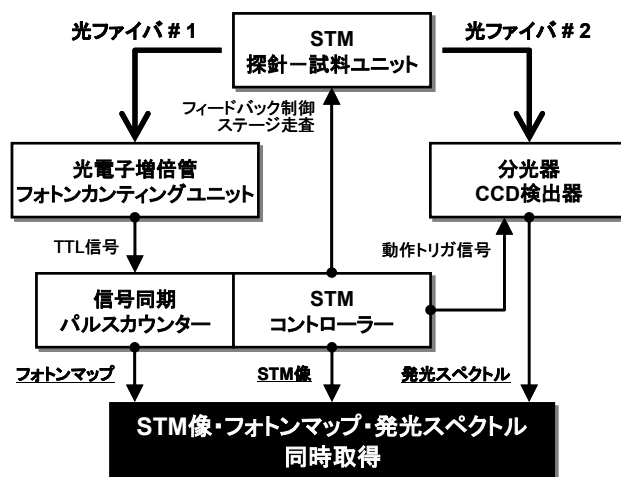 光ファイバ＃1
STM
探針－試料ユニット
光ファイバ＃2
フィードバック制御
ステージ走査
光電子増倍管
フォトンカンティングユニット
分光器
CCD検出器
TTL信号
動作トリガ信号
信号同期
パルスカウンター
STM
コントローラー
フォトンマップ
STM像
発光スペクトル
STM像・フォトンマップ・発光スペクトル
同時取得